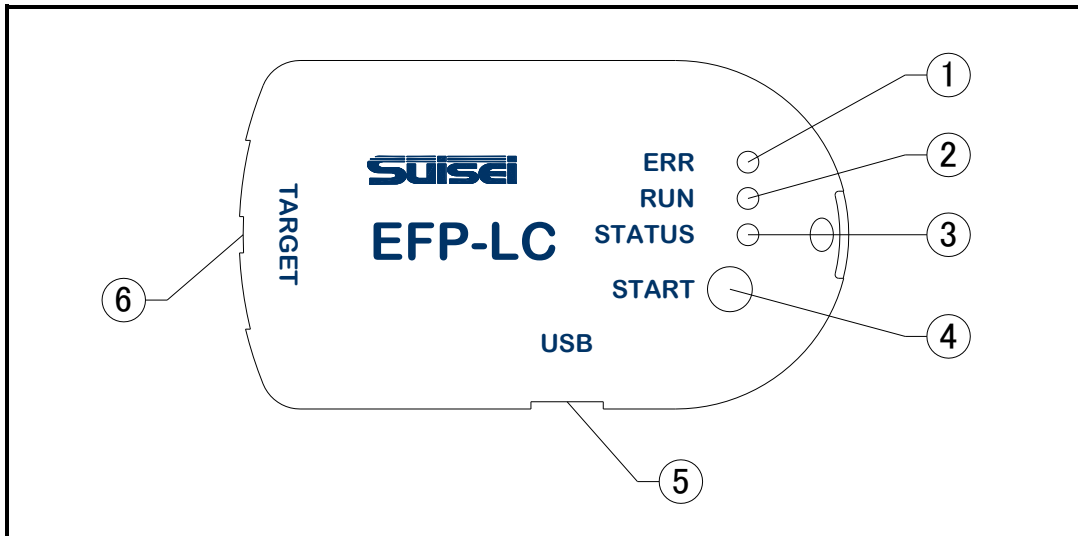 Suisei
EFP-LC
TARGET
ERR
RUN
STATUS
START
USB
1
2
3
4
5
6